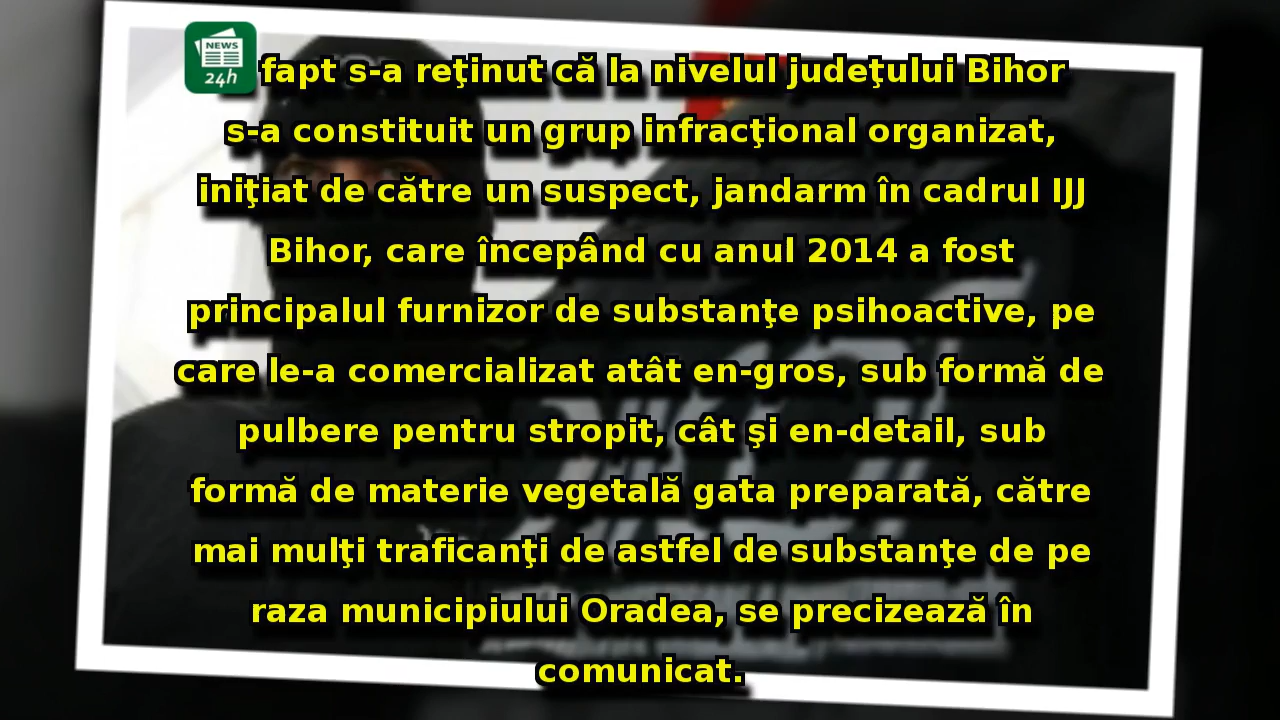 NEWS
24h
fapt s-a reţinut că la nivelul judeţului Bihor
s-a constituit un grup infracţional organizat,
iniţiat de către un suspect, jandarm în cadrul IJJ
Bihor, care începând cu anul 2014 a fost
principalul furnizor de substanţe psihoactive, pe
care le-a comercializat atât en-gros, sub formă de
pulbere pentru stropit, cât şi en-detail, sub
formă de materie vegetală gata preparată, către
mai mulţi traficanţi de astfel de substanţe de pe
raza municipiului Oradea, se precizează în
comunicat.